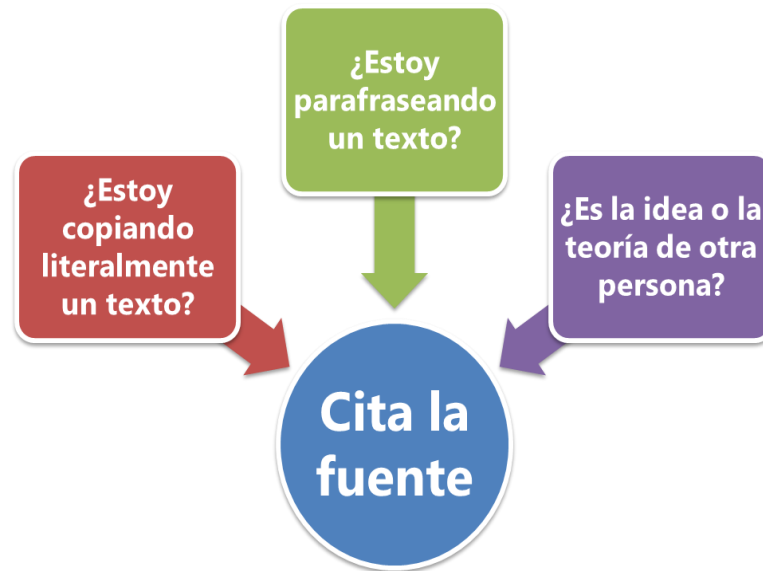 ¿Estoy
parafraseando
un texto?
¿Estoy
copiando
literalmente
un texto?
¿Es la idea o la
teoría de otra
persona?
Cita la
fuente